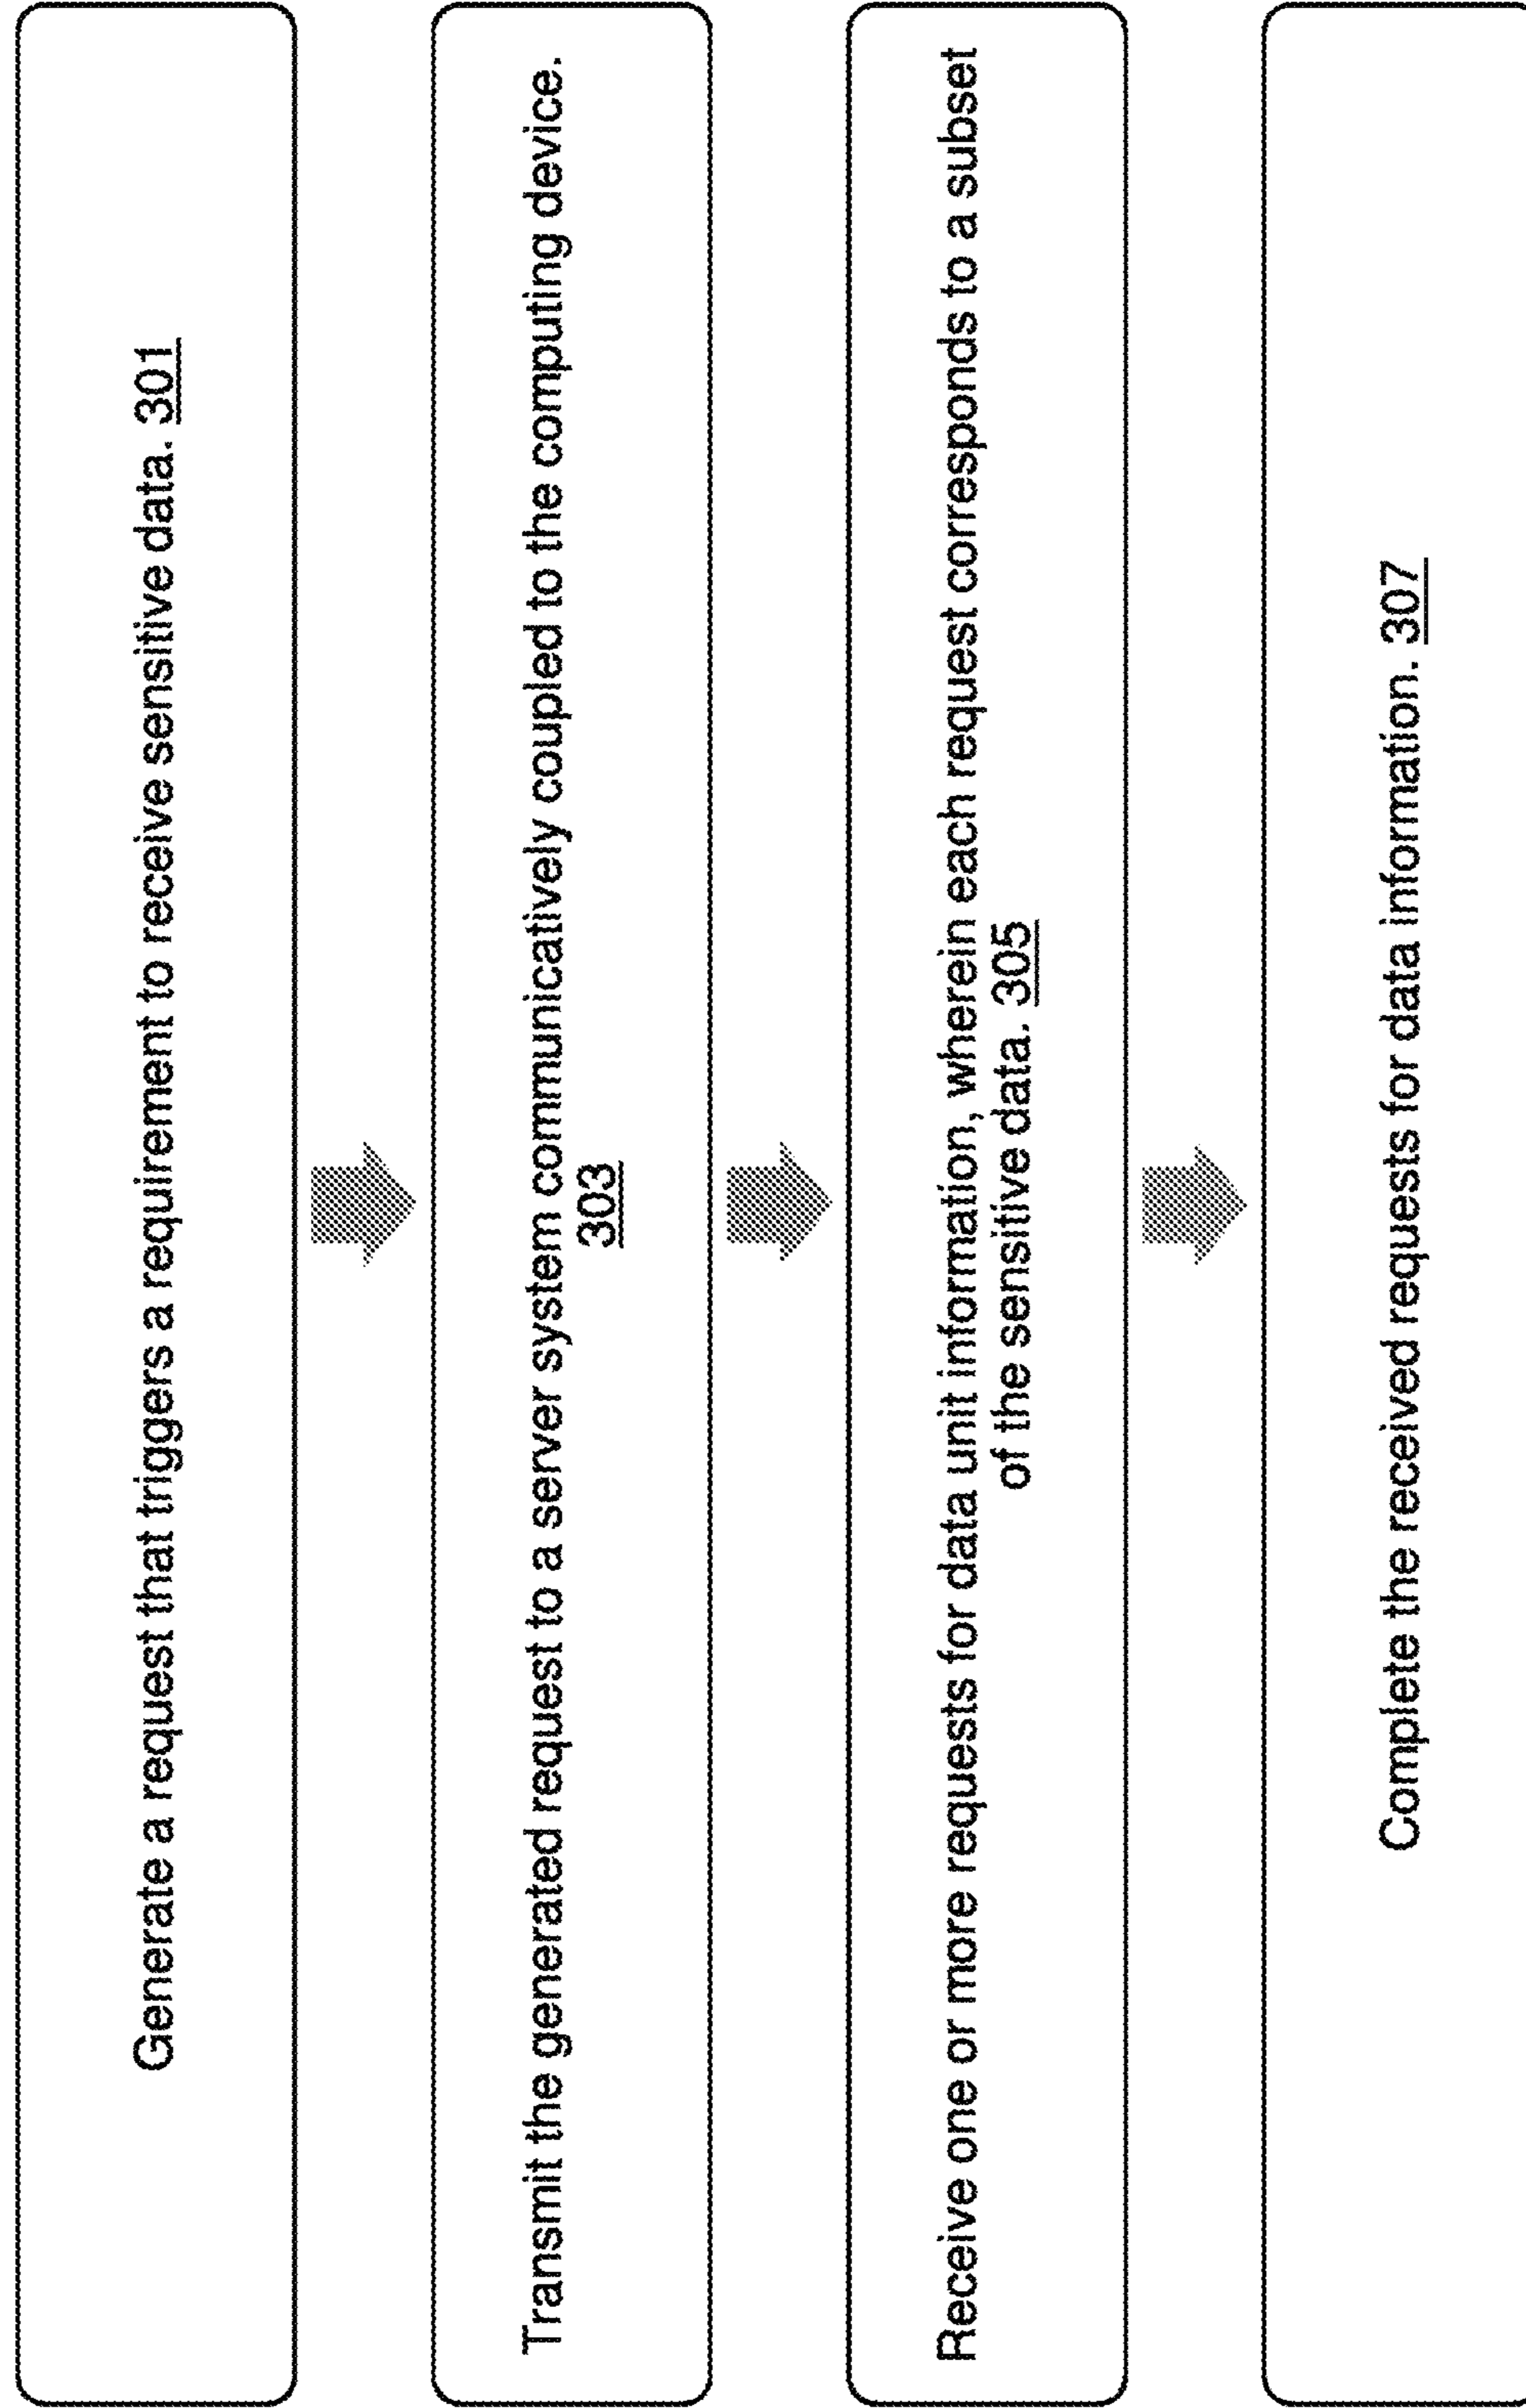 Generate a request that triggers a requirement to receive sensitive data. 301
Transmit the generated request to a server system communicatively coupled to the computing device.
303
Receive one or more requests for data unit information, wherein each request corresponds to a subset
of the sensitive data. 305
Complete the received requests for data information. 307